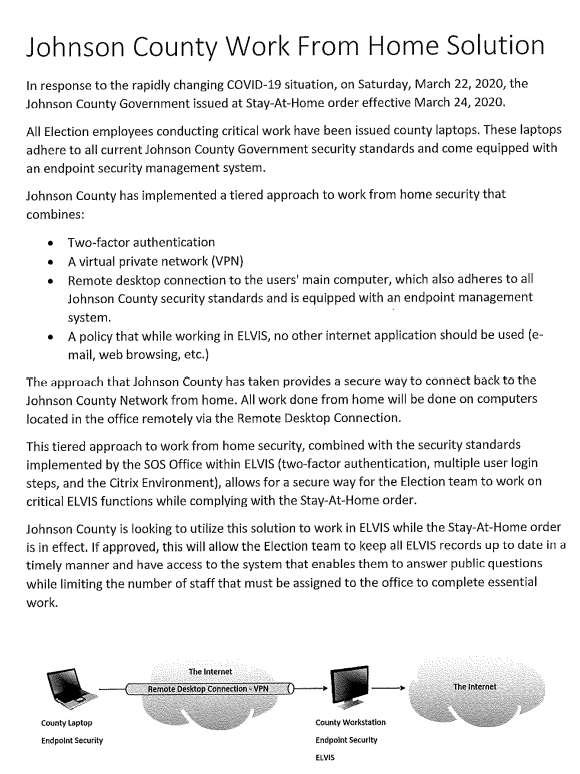 Johnson County Work From Home Solution
In response to the rapidly changing COVID-19 situation, on Saturday, March 22, 2020, the
Johnson County Government issued at Stay-At-Home order effective March 24, 2020.
All Election employees conducting critical work have been issued county laptops. These laptops
adhere to all current Johnson County Government security standards and come equipped with
an endpoint security management system.
Johnson County has implemented a tiered approach to work from home security that
combines:
• Two-factor authentication
• A virtual private network (VPN)
• Remote desktop connection to the users' main computer, which also adheres to all
Johnson County security standards and is equipped with an endpoint management
system.
• A policy that while working in ELVIS, no other internet application should be used (e-
mail, web browsing, etc.)
The approach that Johnson County has taken provides a secure way to connect back to the
Johnson County Network from home. All work done from home will be done on computers
located in the office remotely via the Remote Desktop Connection.
This tiered approach to work from home security, combined with the security standards
implemented by the SOS Office within ELVIS (two-factor authentication, multiple user login
steps, and the Citrix Environment), allows for a secure way for the Election team to work on
critical ELVIS functions while complying with the Stay-At-Home order.
Johnson County is looking to utilize this solution to work in ELVIS while the Stay-At-Home order
is in effect. If approved, this will allow the Election team to keep all ELVIS records up to date in a
timely manner and have access to the system that enables them to answer public questions
while limiting the number of staff that must be assigned to the office to complete essential
work.
The Internet
Remote Desktop Connection - VPN
The Internet
County Laptop
Endpoint Security
County Workstation
Endpoint Security
ELVIS